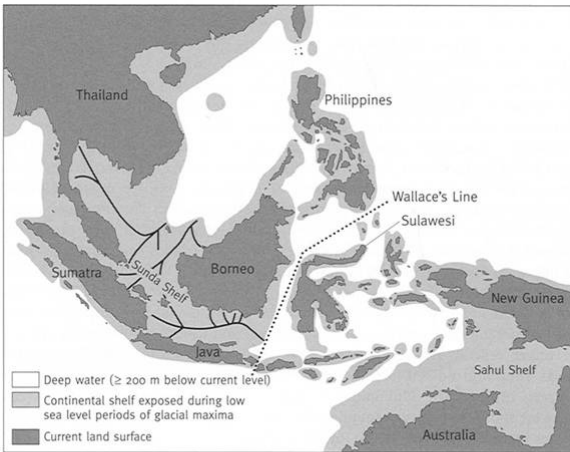 Thailand
Philippines
Wallace's Line
Sulawesi
Sumatra
Sunda Shelf
Borneo
New Guinea
Java
Sahul Shelf
Australia
Deep water (≥ 200 m below current level)
Continental shelf exposed during low
sea level periods of glacial maxima
Current land surface